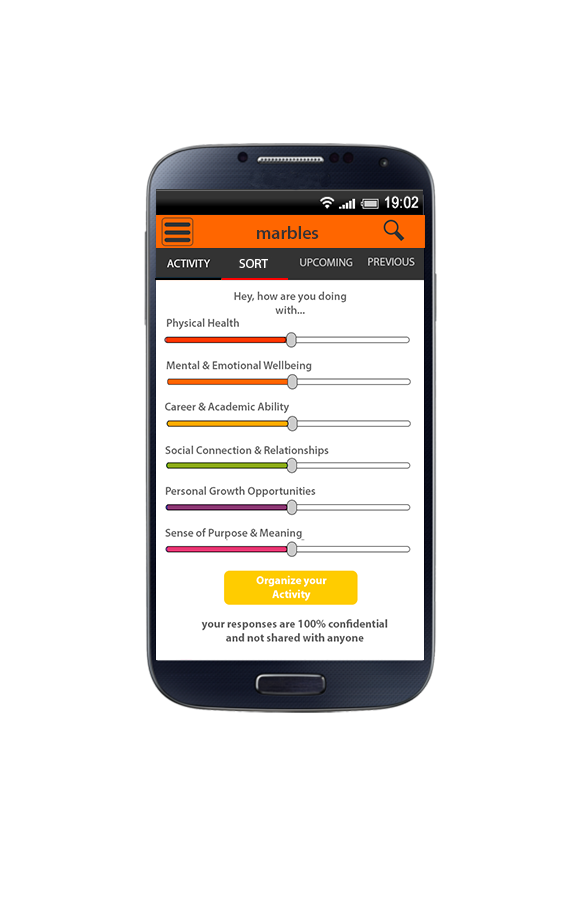 19:02
marbles
ACTIVITY SORT UPCOMING PREVIOUS
Hey, how are you doing
with...
Physical Health
Mental & Emotional Wellbeing
Career & Academic Ability
Social Connection & Relationships
Personal Growth Opportunities
Sense of Purpose & Meaning
Organize your
Activity
your responses are 100% confidential
and not shared with anyone